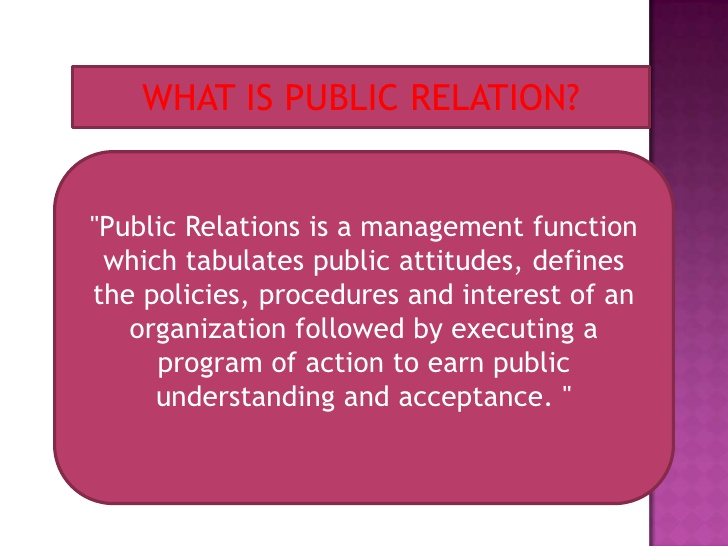 WHAT IS PUBLIC RELATION?
"Public Relations is a management function
which tabulates public attitudes, defines
the policies, procedures and interest of an
organization followed by executing a
program of action to earn public
understanding and acceptance. "